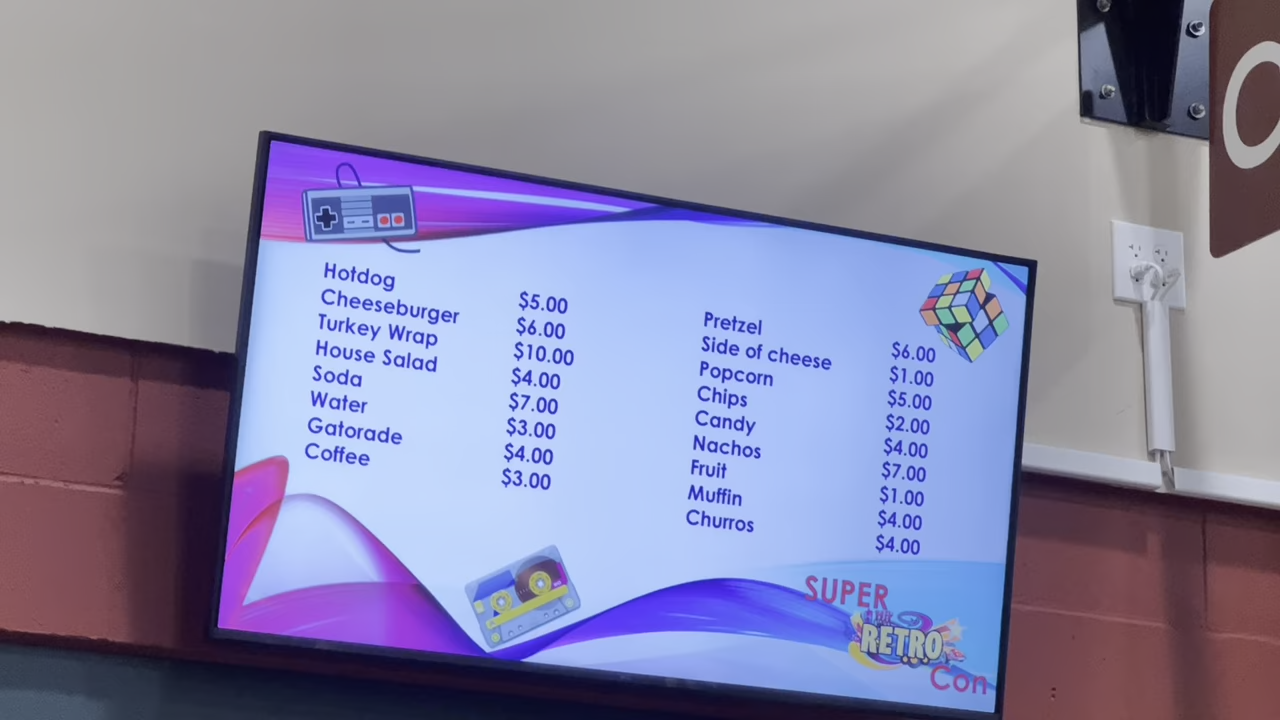 Hotdog $5.00
Cheeseburger $6.00
Turkey Wrap $10.00
House Salad $4.00
Soda $7.00
Water $3.00
Gatorade $4.00
Coffee $3.00
Pretzel $6.00
Side of cheese $1.00
Popcorn $5.00
Chips $2.00
Candy $4.00
Nachos $7.00
Fruit $1.00
Muffin $4.00
Churros $4.00
SUPER
RETRO
Con